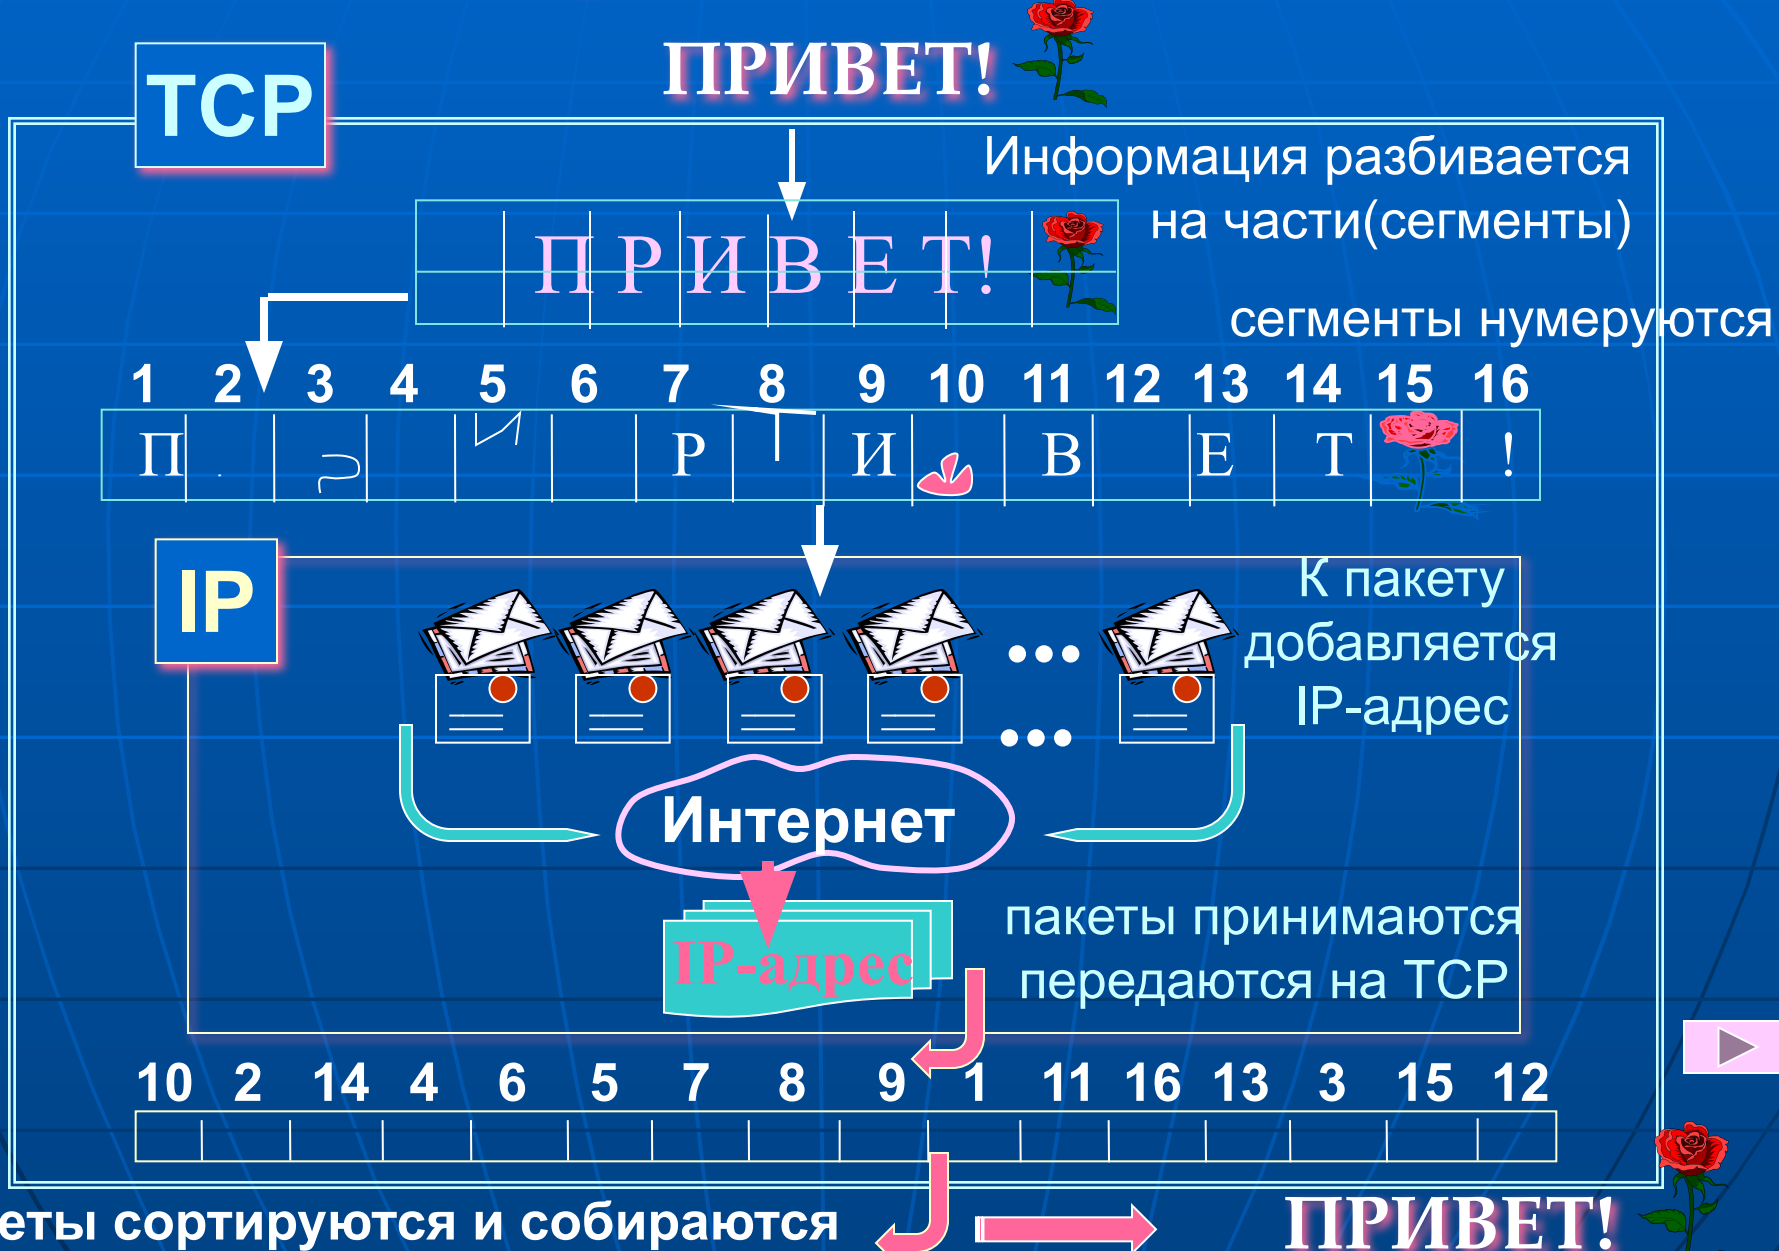 TCP
ПРИВЕТ!
Информация разбивается
на части(сегменты)
ПРИВЕТ!
сегменты нумеруются
1 2 3 4 5 6 7 8 9 10 11 12 13 14 15 16
П Р И В Е Т !
IP
К пакету
добавляется
IP-адрес
Интернет
IP-адрес
пакеты принимаются
передаются на TCP
10 2 14 4 6 5 7 8 9 1 11 16 13 3 15 12
еты сортируются и собираются
ПРИВЕТ!